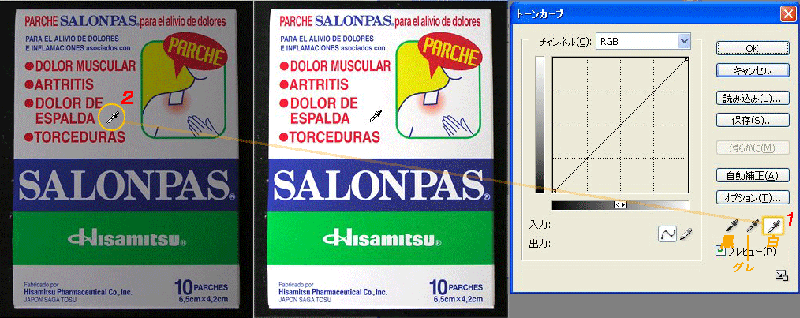 PARCHE SALONPAS® para el alivio de dolores
PARA EL ALIVIO DE DOLORES
E INFLAMACIONES asociados con
PARCHE
DOLOR MUSCULAR
ARTRITIS
DOLOR DE
ESPALDA
TORCEDURAS
2
SALONPAS®
Hisamitsu®
Fabricado por
Hisamitsu Pharmaceutical Co., Inc.
JAPON SAGA TOSU
10 PARCHES
6,5cm×4,2cm
PARCHE SALONPAS® para el alivio de dolores
PARA EL ALIVIO DE DOLORES
E INFLAMACIONES asociados con
PARCHE
DOLOR MUSCULAR
ARTRITIS
DOLOR DE
ESPALDA
TORCEDURAS
SALONPAS®
Hisamitsu®
Fabricado por
Hisamitsu Pharmaceutical Co., Inc.
JAPON SAGA TOSU
10 PARCHES
6,5cm×4,2cm
トーンカーブ
チャンネル(C): RGB
OK
キャンセル
読み込み(L)...
保存(S)...
滑らかに(M)
自動補正(A)
オプション(T)...
1
入力:
出力:
黒
グレ
白
プレビュー(P)